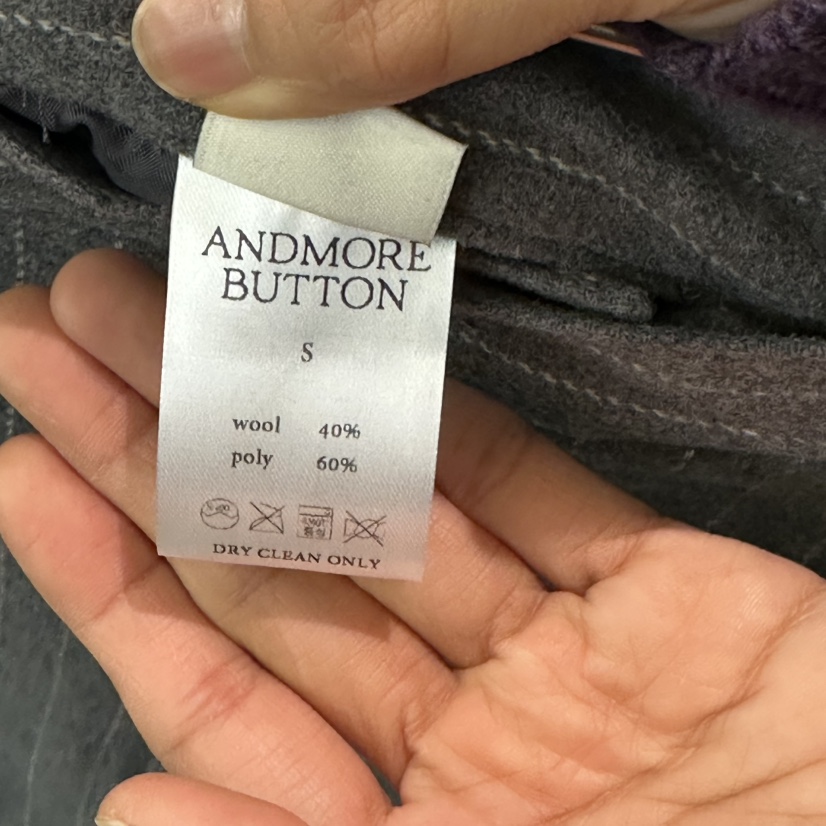 ANDMORE
BUTTON
S
wool 40%
poly 60%
DRY CLEAN ONLY